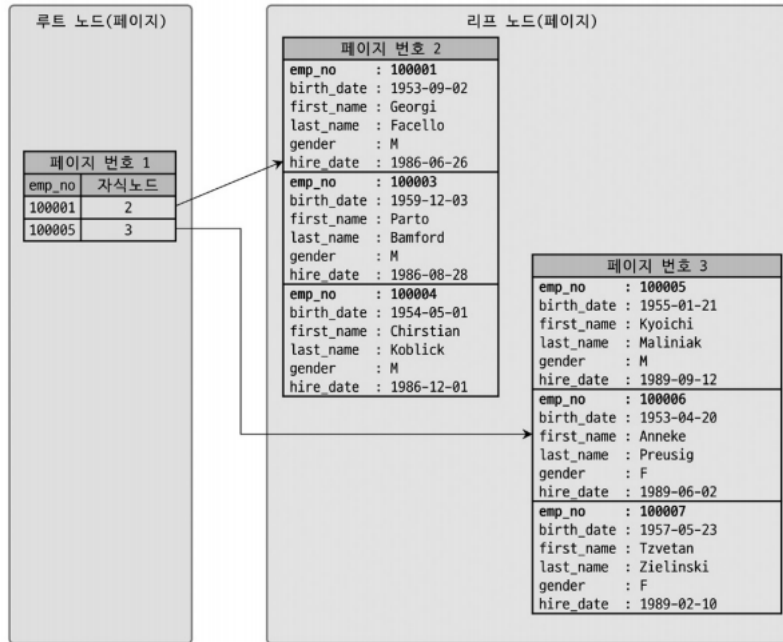 루트 노드(페이지)
페이지 번호 1
emp_no 자식노드
100001 2
100005 3
리프 노드(페이지)
페이지 번호 2
emp_no : 100001
birth_date : 1953-09-02
first_name : Georgi
last_name : Facello
gender : M
hire_date : 1986-06-26
emp_no : 100003
birth_date : 1959-12-03
first_name : Parto
last_name : Bamford
gender : M
hire_date : 1986-08-28
emp_no : 100004
birth_date : 1954-05-01
first_name : Chirstian
last_name : Koblick
gender : M
hire_date : 1986-12-01
페이지 번호 3
emp_no : 100005
birth_date : 1955-01-21
first_name : Kyoichi
last_name : Maliniak
gender : M
hire_date : 1989-09-12
emp_no : 100006
birth_date : 1953-04-20
first_name : Anneke
last_name : Preusig
gender : F
hire_date : 1989-06-02
emp_no : 100007
birth_date : 1957-05-23
first_name : Tzvetan
last_name : Zielinski
gender : F
hire_date : 1989-02-10